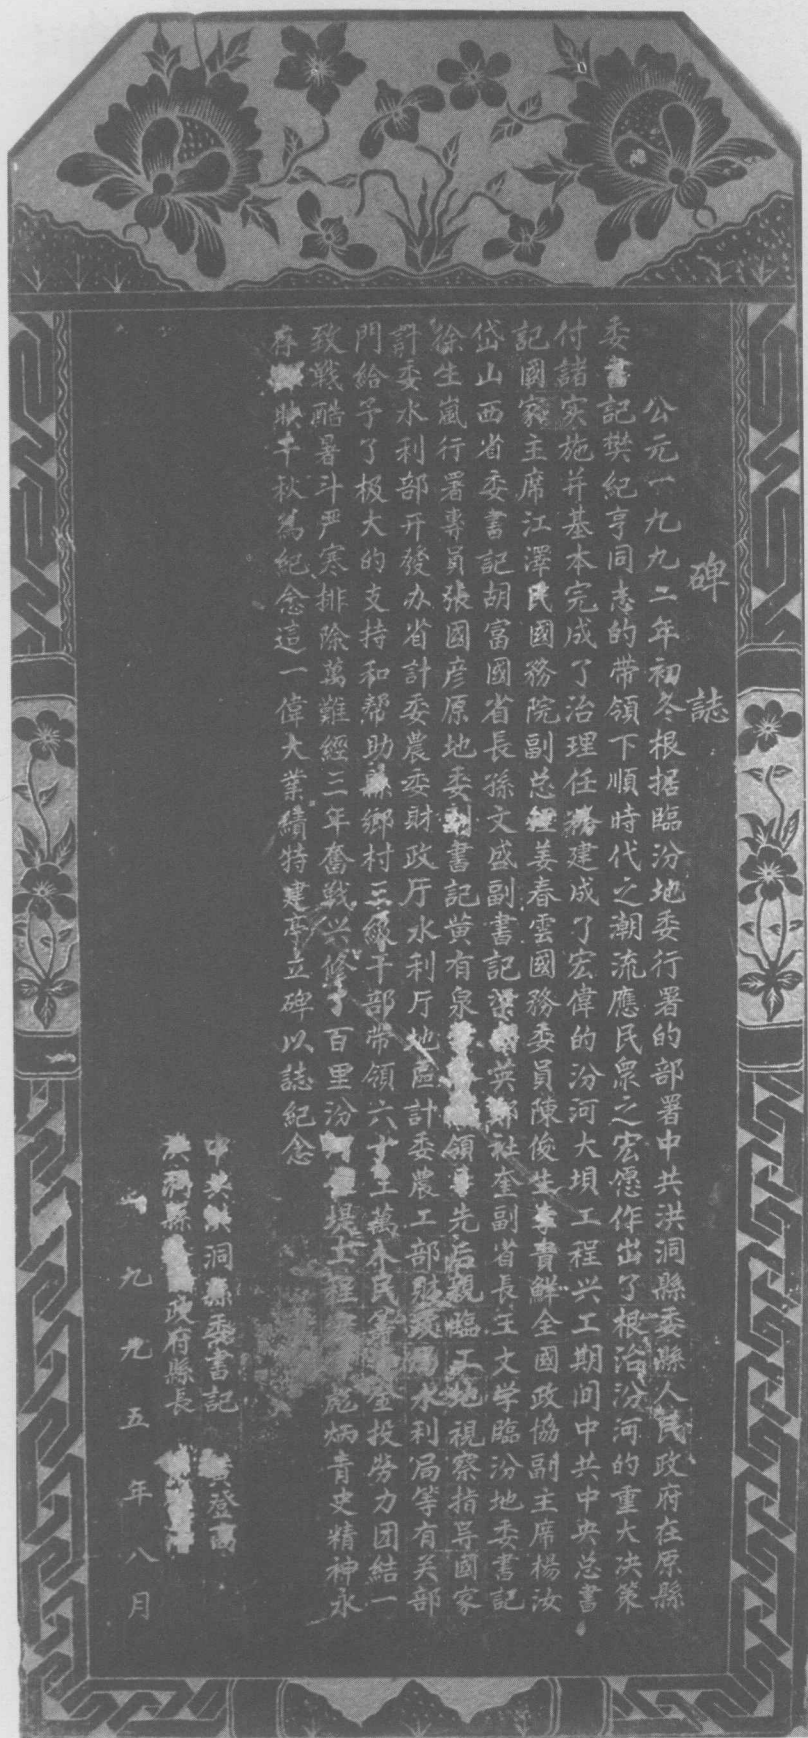 碑誌
公元一九九二年初冬根据臨汾地委行署的部署中共洪洞縣委縣人民政府在原縣
委書記樊紀亨同志的带領下順時代之潮流應民衆之宏愿作出了根治汾河的重大决策
付諸实施并基本完成了治理任務建成了宏偉的汾河大垻工程兴工期间中共中央总書
記國家主席江澤民國務院副总經姜春雲國務委員陳俊生李貴鮮全國政協副主席楊汝
岱山西省委書記胡富國省長孫文盛副書記英鄭社奎副省長王文学臨汾地委書記
徐生嵐行署專員張國彦原地委副書記黄有泉領先后親臨工地視察指导國家
計委水利部开發办省計委農委財政厅水利厅地區計委農工部財政局水利局等有关部
門給予了极大的支持和帮助縣鄉村三級干部带領六十王萬人民金投劳力团結一
致戰酷暑斗严寒排除萬難經三年奮戰兴修了百里汾堤工程彪炳青史精神永
存千秋爲紀念這一偉大業績特建亭立碑以誌紀念
中共洪洞縣委書記 登高
洪洞縣政府縣長
一九九五年八月